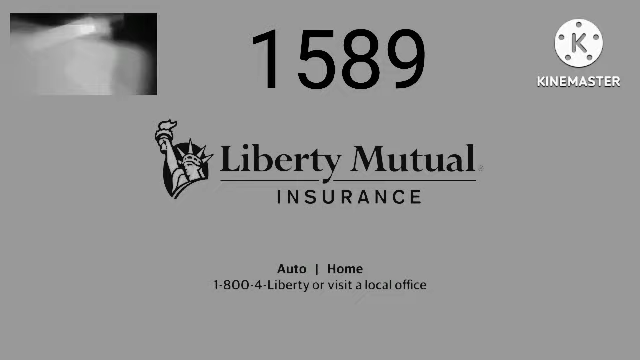 1589
KINEMASTER
Liberty Mutual
INSURANCE
Auto | Home
1-800-4-Liberty or visit a local office